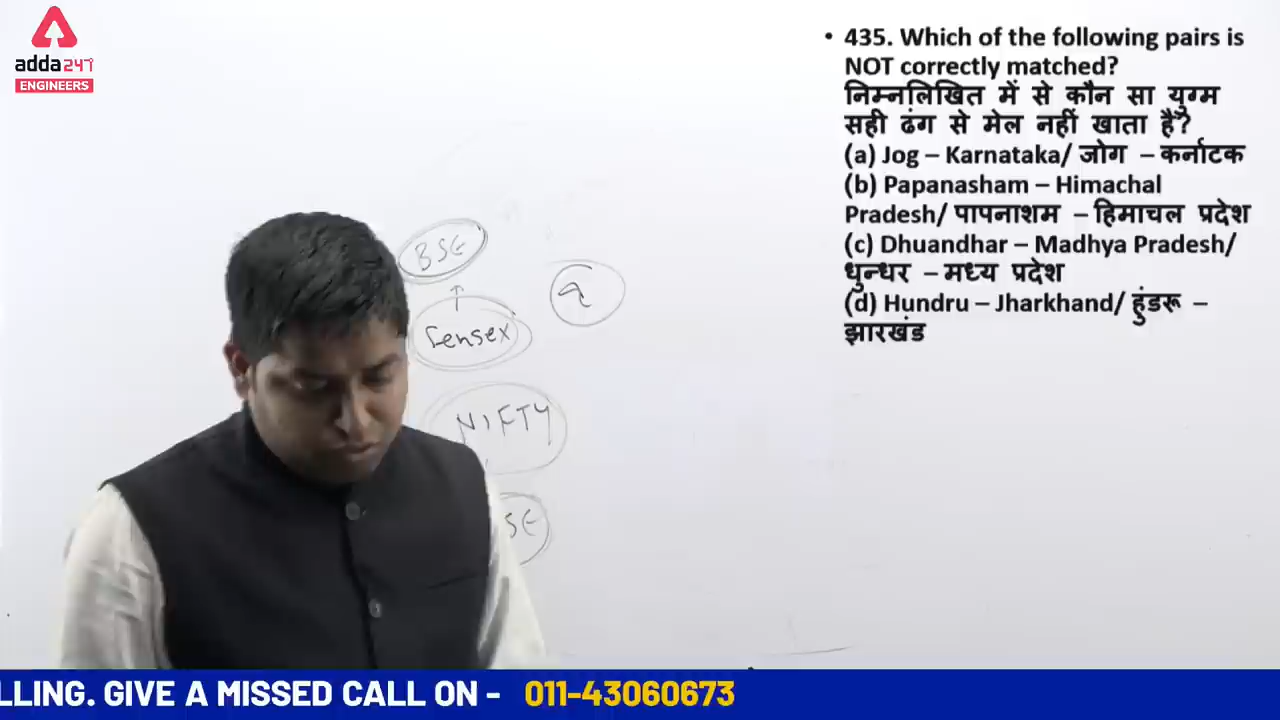 adda247
ENGINEERS
• 435. Which of the following pairs is
NOT correctly matched?
निम्नलिखित में से कौन सा युग्म
सही ढंग से मेल नहीं खाता है?
(a) Jog – Karnataka/ जोग – कर्नाटक
(b) Papanasham – Himachal
Pradesh/ पापनाशम – हिमाचल प्रदेश
(c) Dhuandhar – Madhya Pradesh/
धुन्धर – मध्य प्रदेश
(d) Hundru – Jharkhand/ हुंडरू –
झारखंड
BSE
Sensex
NIFTY
SE
LLING. GIVE A MISSED CALL ON - 011-43060673